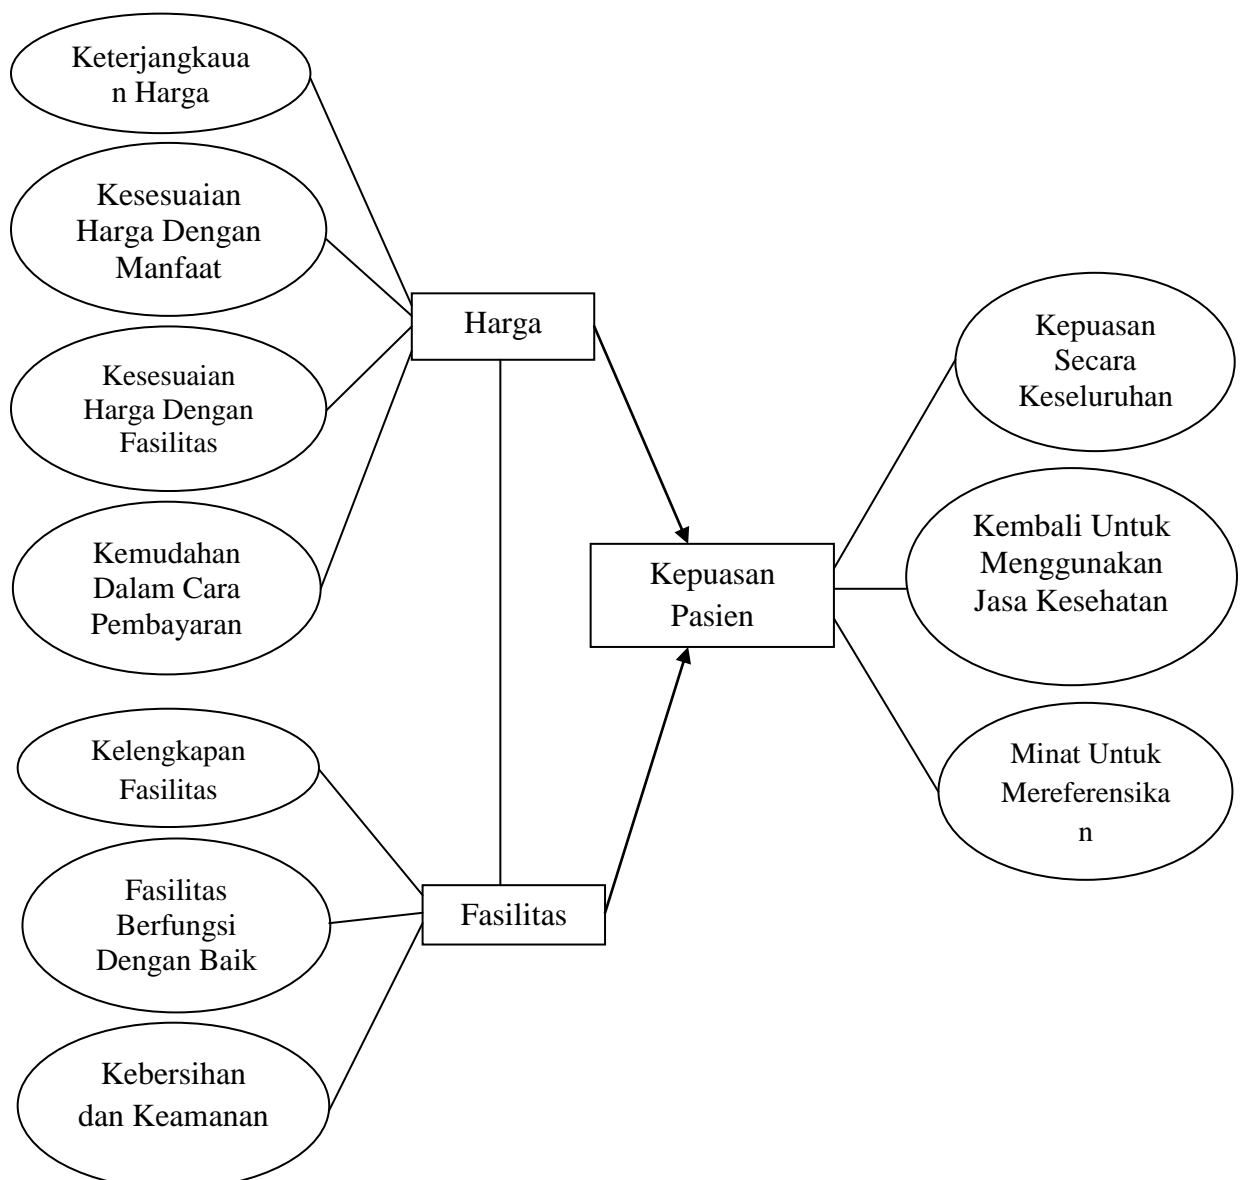 Keterjangkaua
n Harga
Kesesuaian
Harga Dengan
Manfaat
Kesesuaian
Harga Dengan
Fasilitas
Kemudahan
Dalam Cara
Pembayaran
Kelengkapan
Fasilitas
Fasilitas
Berfungsi
Dengan Baik
Kebersihan
dan Keamanan
Harga
Fasilitas
Kepuasan
Pasien
Kepuasan
Secara
Keseluruhan
Kembali Untuk
Menggunakan
Jasa Kesehatan
Minat Untuk
Mereferensika
n